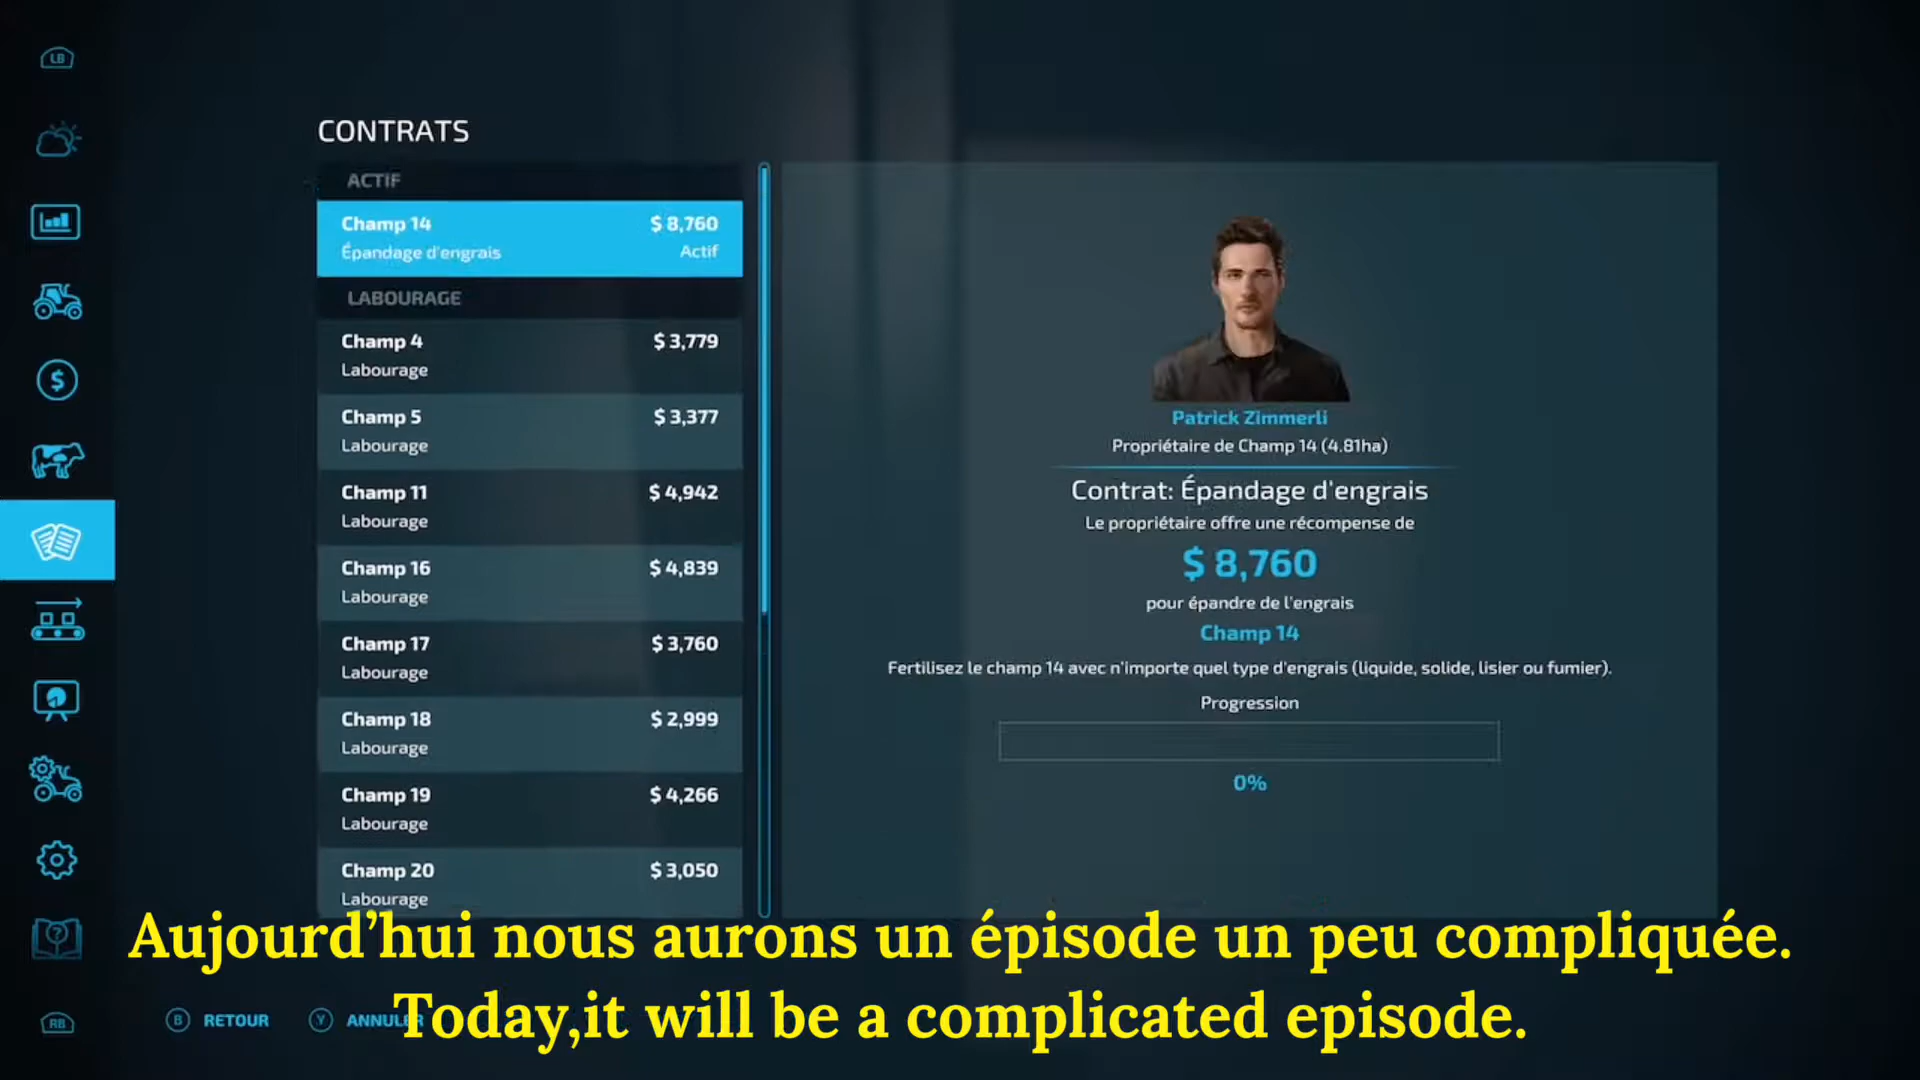 LB
CONTRATS
ACTIF
Champ 14 $ 8,760
Épandage d'engrais Actif
LABOURAGE
Champ 4 $ 3,779
Labourage
Champ 5 $ 3,377
Labourage
Champ 11 $ 4,942
Labourage
Champ 16 $ 4,839
Labourage
Champ 17 $ 3,760
Labourage
Champ 18 $ 2,999
Labourage
Champ 19 $ 4,266
Labourage
Champ 20 $ 3,050
Labourage
Patrick Zimmerli
Propriétaire de Champ 14 (4.81ha)
Contrat: Épandage d'engrais
Le propriétaire offre une récompense de
$ 8,760
pour épandre de l'engrais
Champ 14
Fertilisez le champ 14 avec n'importe quel type d'engrais (liquide, solide, lisier ou fumier).
Progression
0%
Aujourd’hui nous aurons un épisode un peu compliquée.
Today,it will be a complicated episode.
RB
B RETOUR Y ANNULER